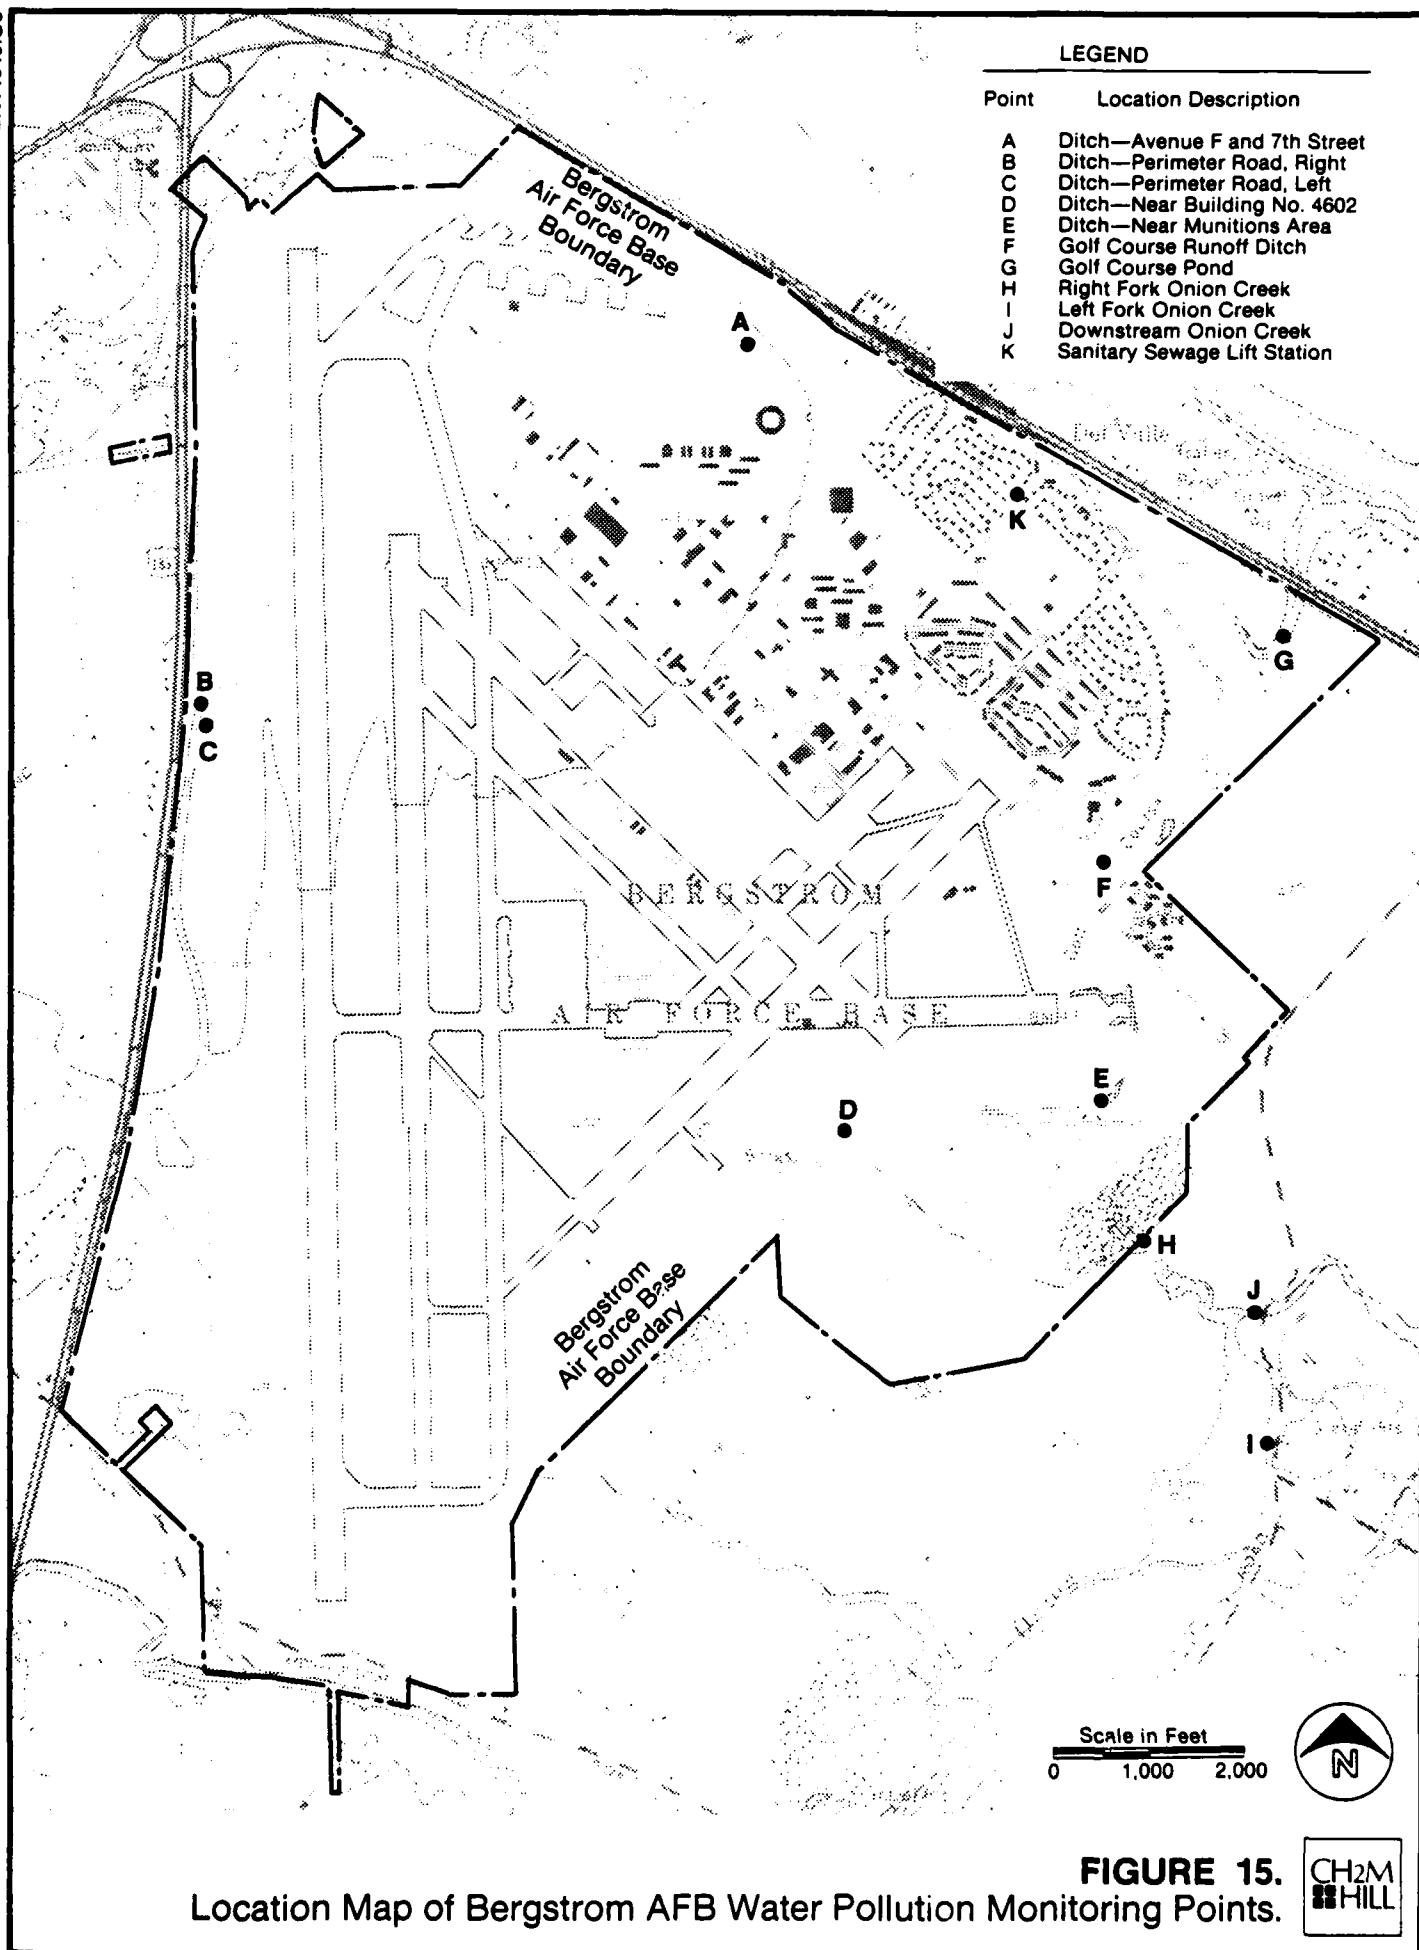 LEGEND
Point Location Description
A Ditch—Avenue F and 7th Street
B Ditch—Perimeter Road, Right
C Ditch—Perimeter Road, Left
D Ditch—Near Building No. 4602
E Ditch—Near Munitions Area
F Golf Course Runoff Ditch
G Golf Course Pond
H Right Fork Onion Creek
I Left Fork Onion Creek
J Downstream Onion Creek
K Sanitary Sewage Lift Station
Bergstrom
Air Force Base
Boundary
A
Del Valle
K
G
B
C
F
BERGSTROM
AIR FORCE BASE
E
D
H
J
I
Bergstrom
Air Force Base
Boundary
Scale in Feet
0 1,000 2,000
N
FIGURE 15.
Location Map of Bergstrom AFB Water Pollution Monitoring Points.
CH2M
HILL